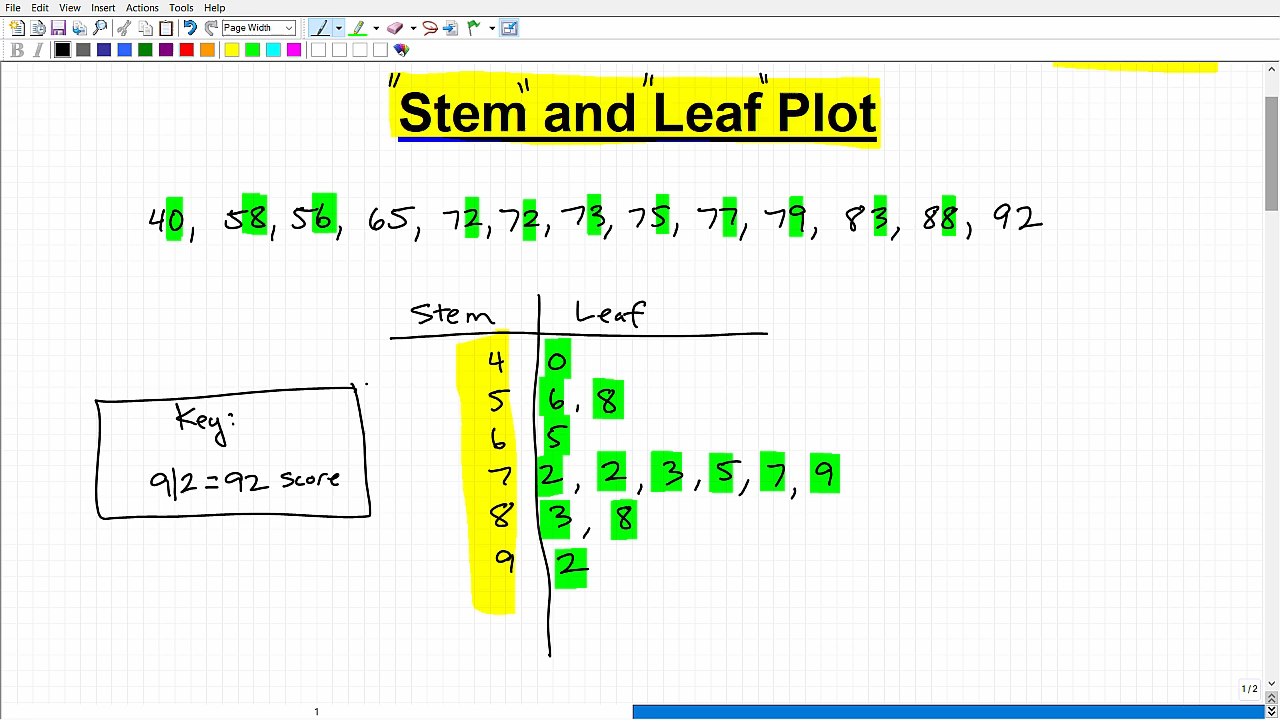 File Edit View Insert Actions Tools Help
Page Width
B I
"Stem" and "Leaf" Plot
40, 58, 56, 65, 72, 72, 73, 75, 77, 79, 83, 88, 92
Stem | Leaf
4 | 0
5 | 6, 8
6 | 5
7 | 2, 2, 3, 5, 7, 9
8 | 3, 8
9 | 2
Key:
9|2 = 92 score
1/2
1